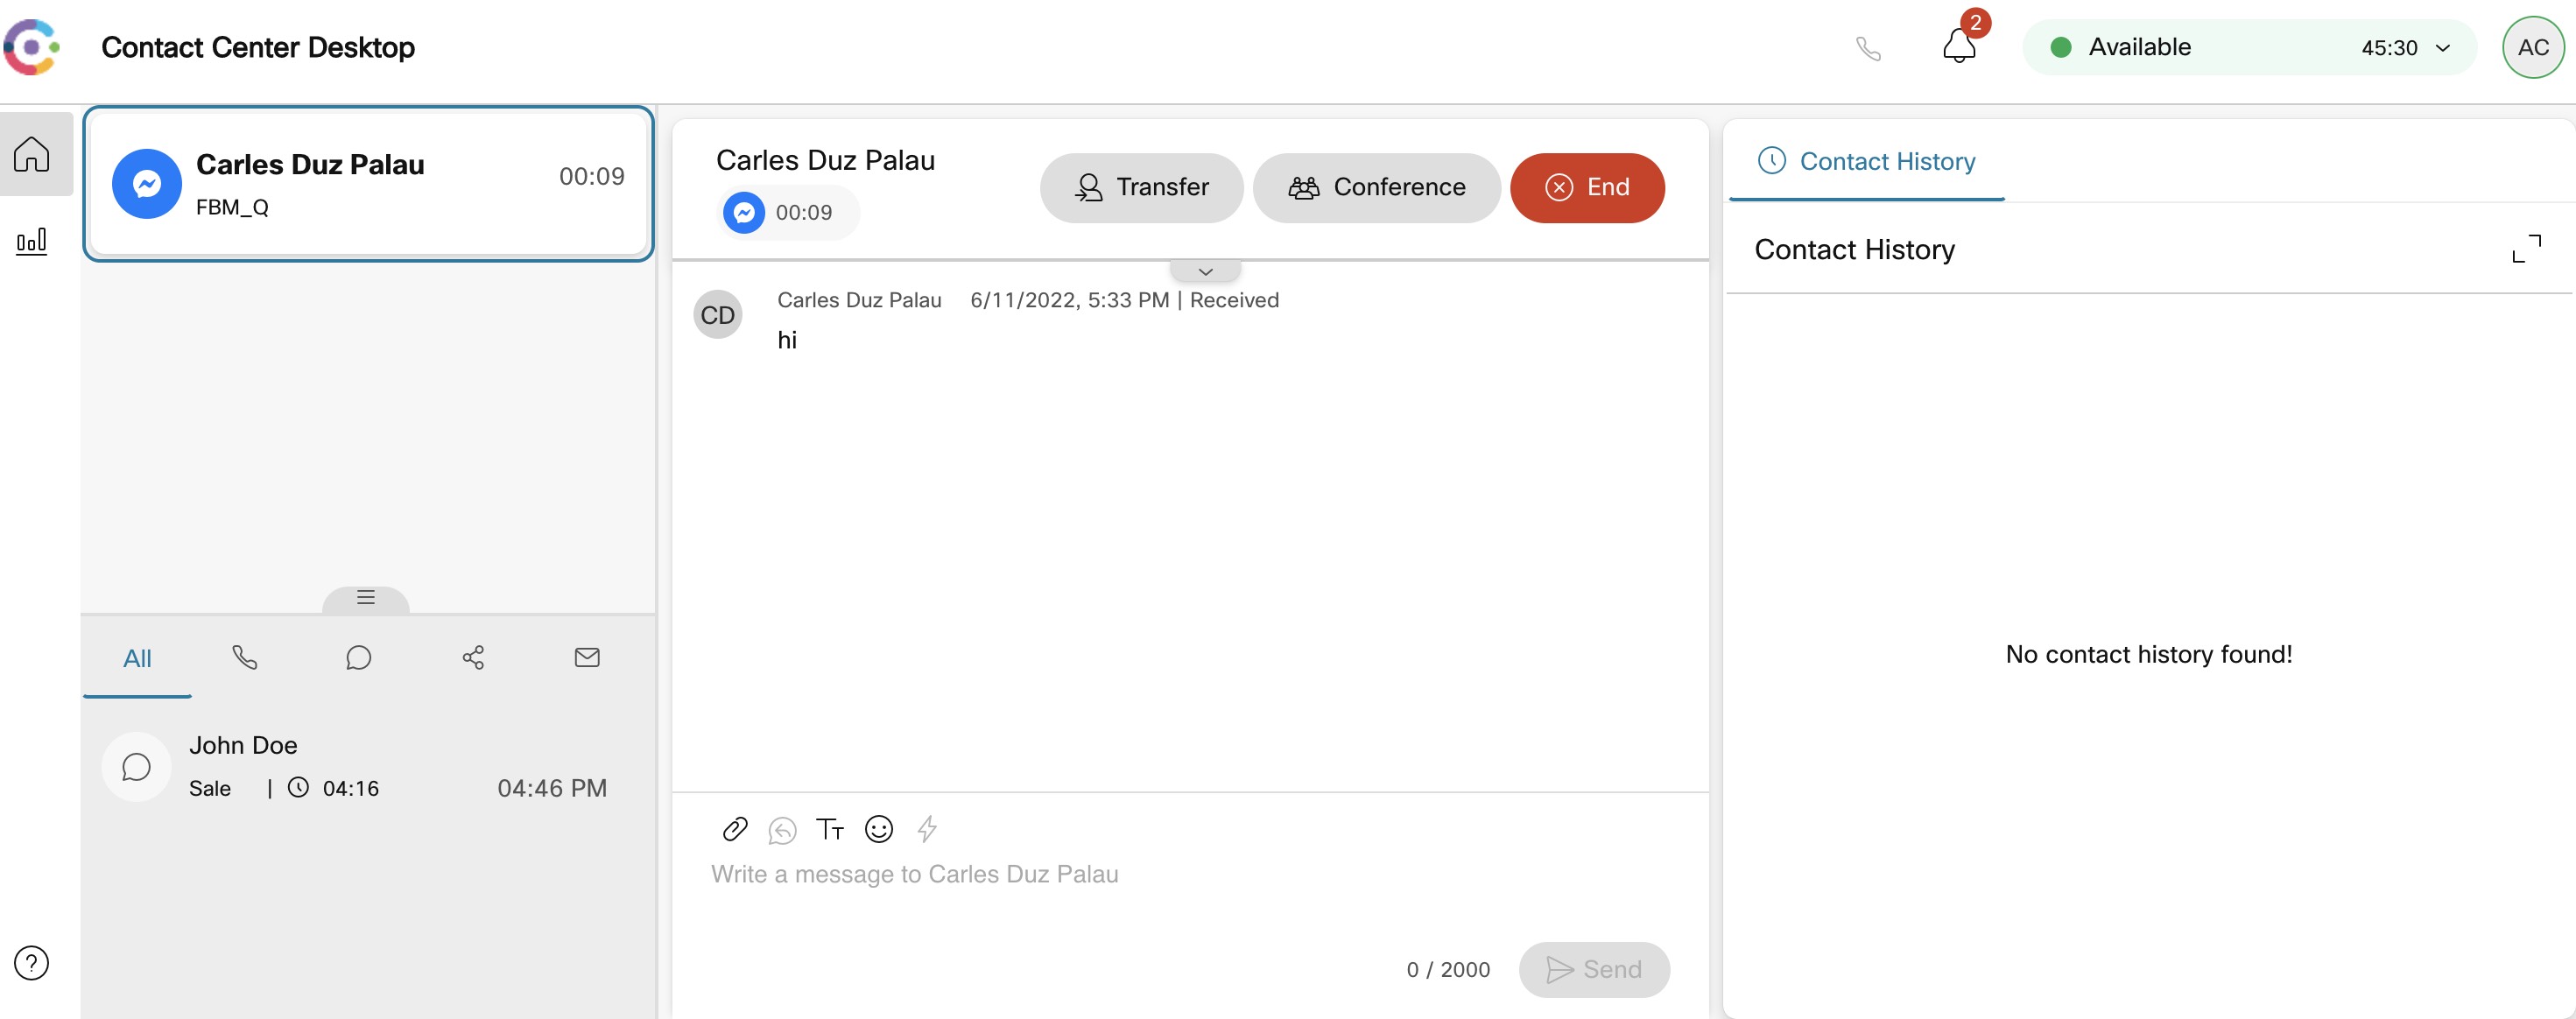 Contact Center Desktop
2
Available 45:30
AC
Carles Duz Palau
FBM_Q
00:09
All
John Doe
Sale | 04:16
04:46 PM
Carles Duz Palau
00:09
Transfer
Conference
End
CD
Carles Duz Palau 6/11/2022, 5:33 PM | Received
hi
Write a message to Carles Duz Palau
0 / 2000
Send
Contact History
Contact History
No contact history found!
?